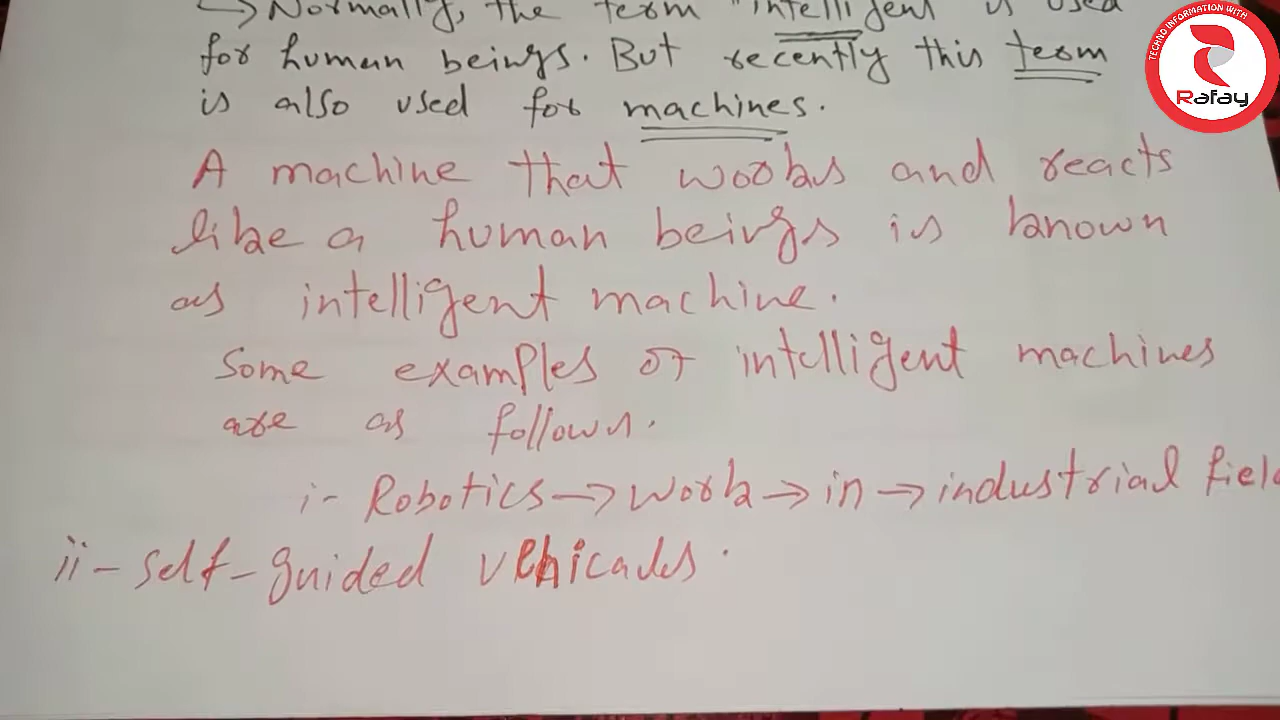 → Normally, the term "intelligent is used
for human beings. But recently this term
is also used for machines.
A machine that works and reacts
like a human beings is known
as intelligent machine.
Some examples of intelligent machines
are as follows.
i- Robotics → work → in → industrial field
ii- self-guided vehicales.
TECHNO INFORMATION WITH
Rafay